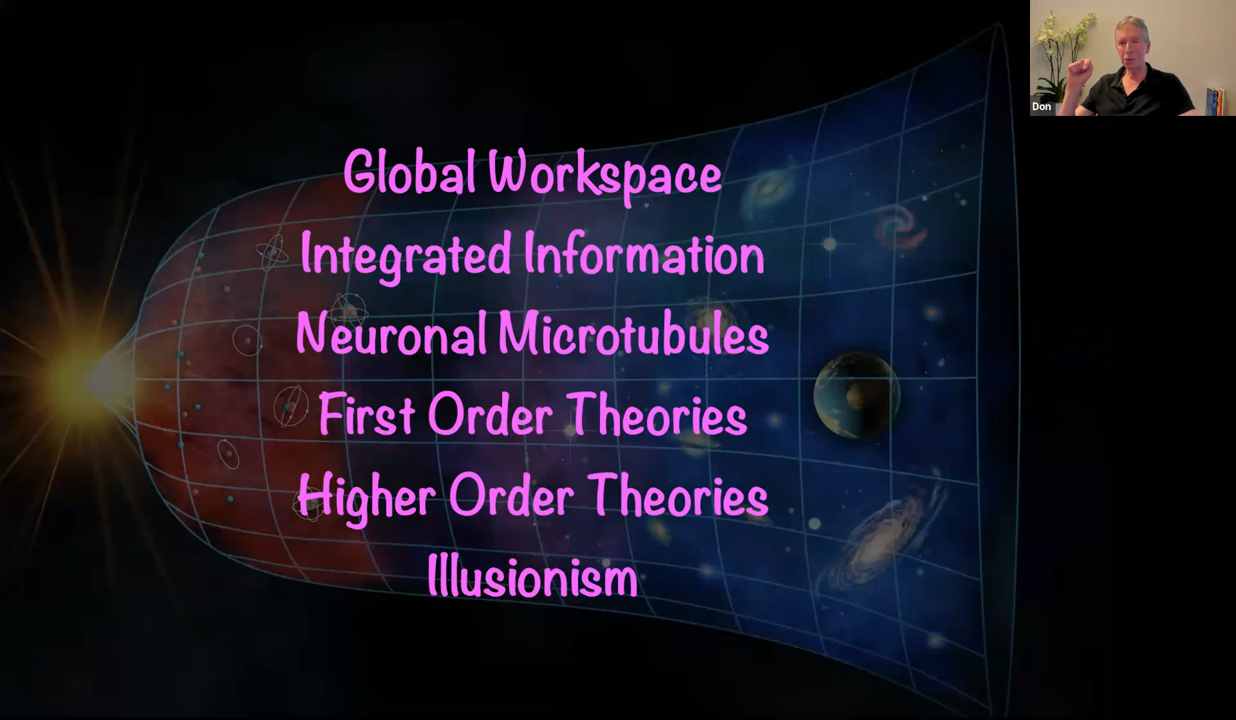 Don
Global Workspace
Integrated Information
Neuronal Microtubules
First Order Theories
Higher Order Theories
Illusionism